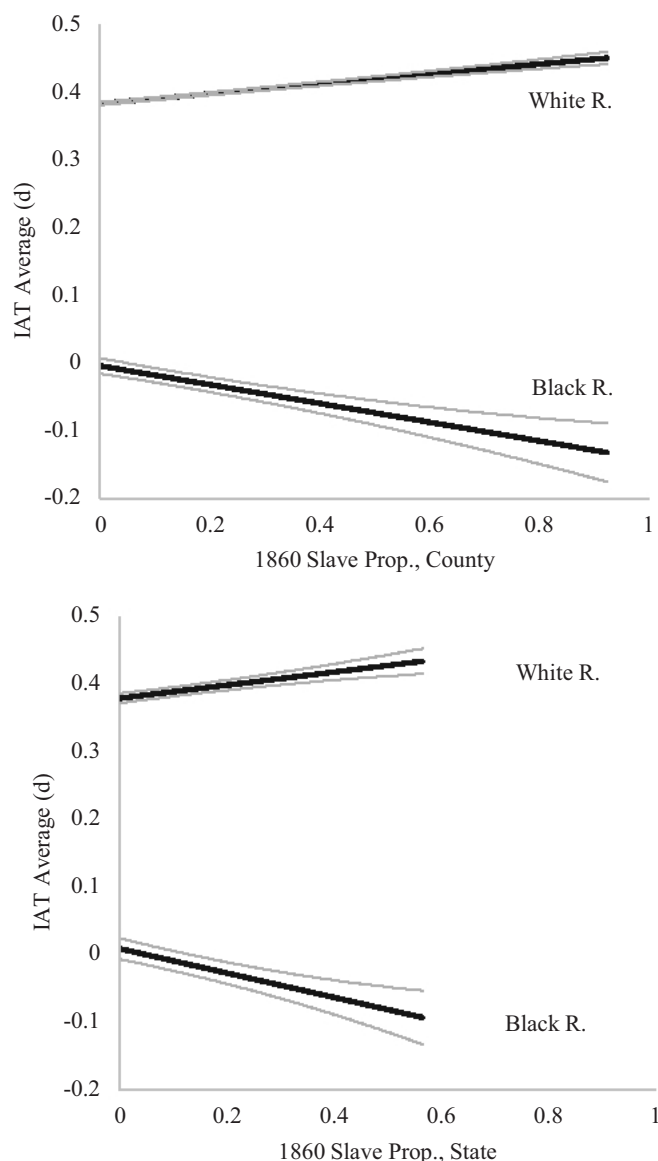 0.5
0.4
White R.
0.3
0.2
0.1
0
Black R.
-0.1
-0.2
IAT Average (d)
0 0.2 0.4 0.6 0.8 1
1860 Slave Prop., County
0.5
0.4
White R.
0.3
0.2
0.1
0
-0.1
Black R.
-0.2
IAT Average (d)
0 0.2 0.4 0.6 0.8 1
1860 Slave Prop., State